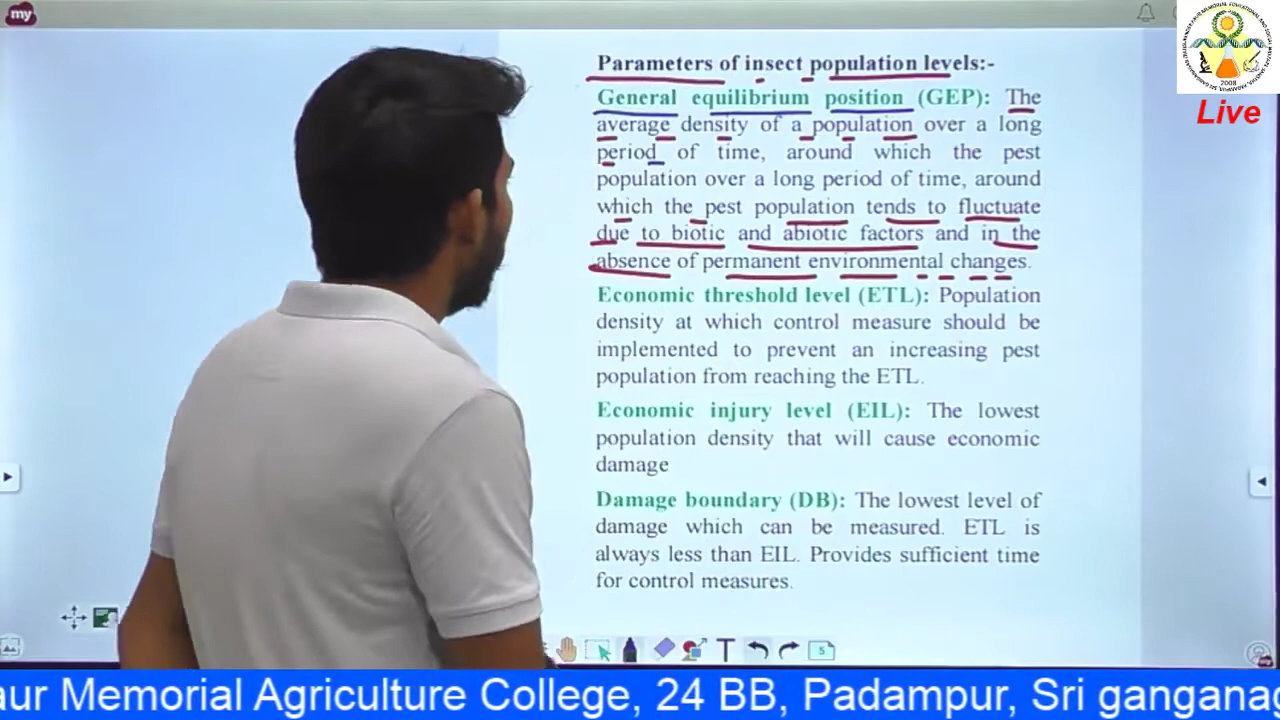 my
Parameters of insect population levels:-
General equilibrium position (GEP): The
average density of a population over a long
period of time, around which the pest
population over a long period of time, around
which the pest population tends to fluctuate
due to biotic and abiotic factors and in the
absence of permanent environmental changes.
Economic threshold level (ETL): Population
density at which control measure should be
implemented to prevent an increasing pest
population from reaching the ETL.
Economic injury level (EIL): The lowest
population density that will cause economic
damage
Damage boundary (DB): The lowest level of
damage which can be measured. ETL is
always less than EIL. Provides sufficient time
for control measures.
2008
Live
T
5
my
aur Memorial Agriculture College, 24 BB, Padampur, Sri ganganag